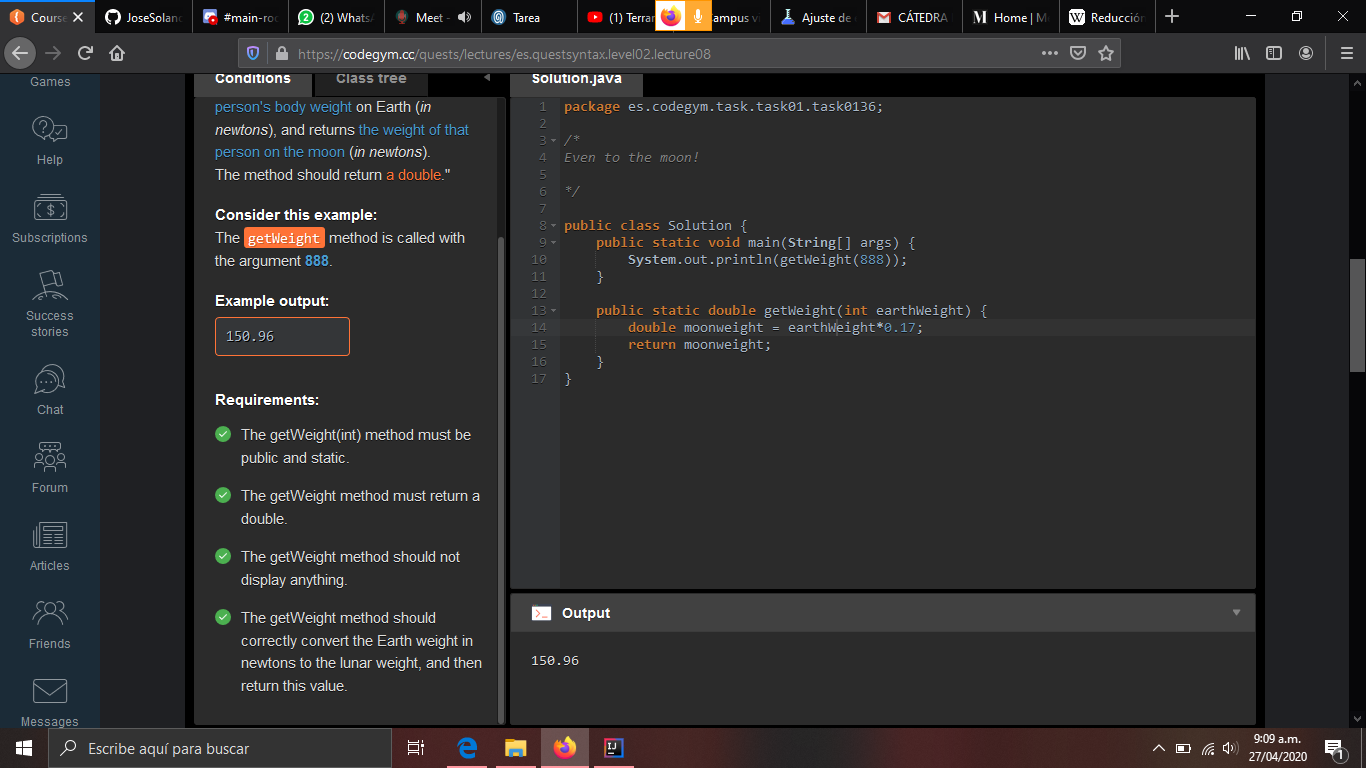 Course
JoseSolano
#main-roo
(2) WhatsA
Meet -
Tarea
(1) Terrar
ampus vi
Ajuste de
CÁTEDRA
Home | M
Reducción
https://codegym.cc/quests/lectures/es.questsyntax.level02.lecture08
Games
Help
Subscriptions
Success
stories
Chat
Forum
Articles
Friends
Messages
Conditions
Class tree
person's body weight on Earth (in
newtons), and returns the weight of that
person on the moon (in newtons).
The method should return a double."
Consider this example:
The getWeight method is called with
the argument 888.
Example output:
150.96
Requirements:
The getWeight(int) method must be
public and static.
The getWeight method must return a
double.
The getWeight method should not
display anything.
The getWeight method should
correctly convert the Earth weight in
newtons to the lunar weight, and then
return this value.
Solution.java
1 package es.codegym.task.task01.task0136;
2
3 /*
4 Even to the moon!
5
6 */
7
8 public class Solution {
9 public static void main(String[] args) {
10 System.out.println(getWeight(888));
11 }
12
13 public static double getWeight(int earthWeight) {
14 double moonweight = earthWeight*0.17;
15 return moonweight;
16 }
17 }
Output
150.96
Escribe aquí para buscar
9:09 a.m.
27/04/2020
1